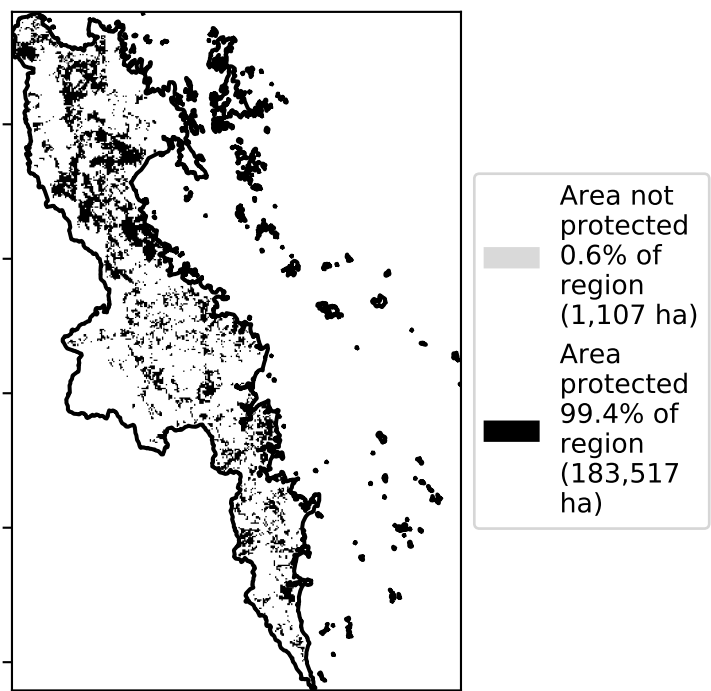 Area not
protected
0.6% of
region
(1,107 ha)
Area
protected
99.4% of
region
(183,517
ha)